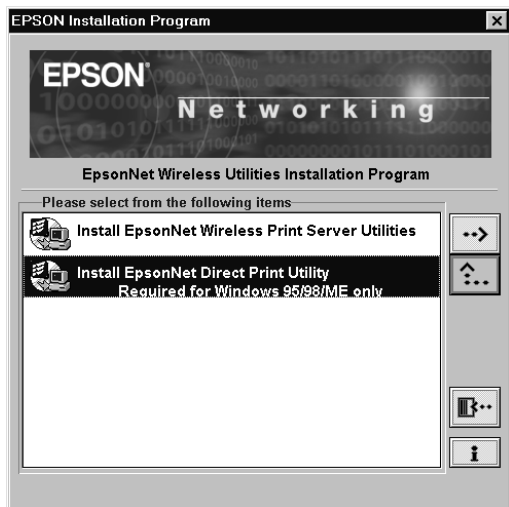 EPSON Installation Program
EPSON
Networking
EpsonNet Wireless Utilities Installation Program
Please select from the following items
Install EpsonNet Wireless Print Server Utilities
Install EpsonNet Direct Print Utility
Required for Windows 95/98/ME only